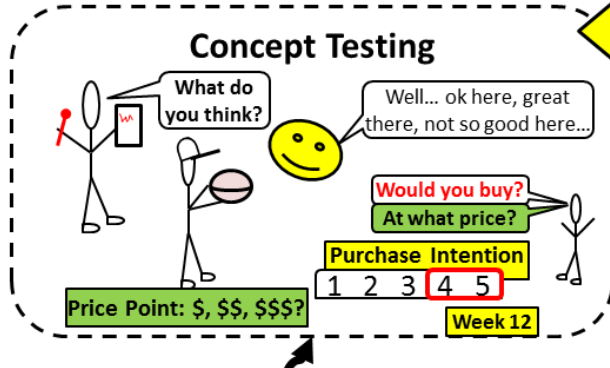 Concept Testing
What do
you think?
Well... ok here, great
there, not so good here...
Would you buy?
At what price?
Purchase Intention
1 2 3 4 5
Price Point: $, $$, $$$?
Week 12